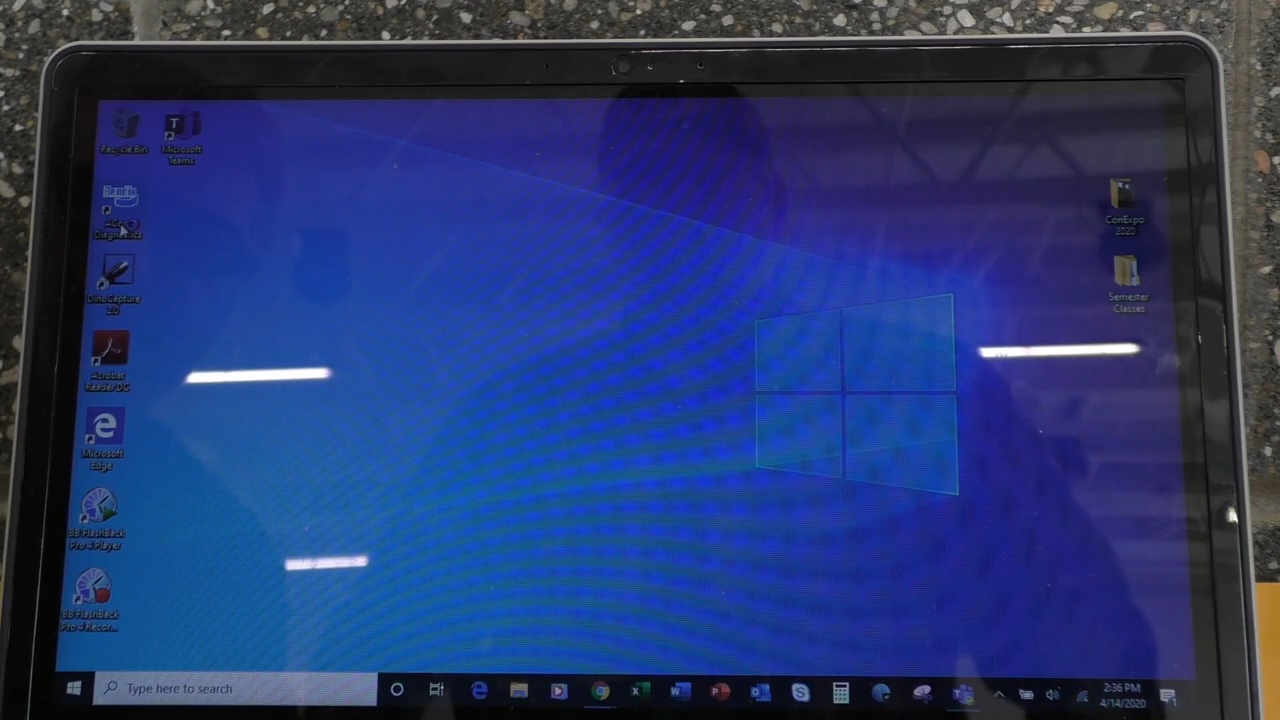 Recycle Bin
Microsoft
Teams
Bendix
Diagnostics
DinoCapture
2.0
Acrobat
Reader DC
Microsoft
Edge
BB FlashBack
Pro 4 Player
BB FlashBack
Pro 4 Recor...
ConExpo
2020
Semester
Classes
Type here to search
2:36 PM
4/14/2020